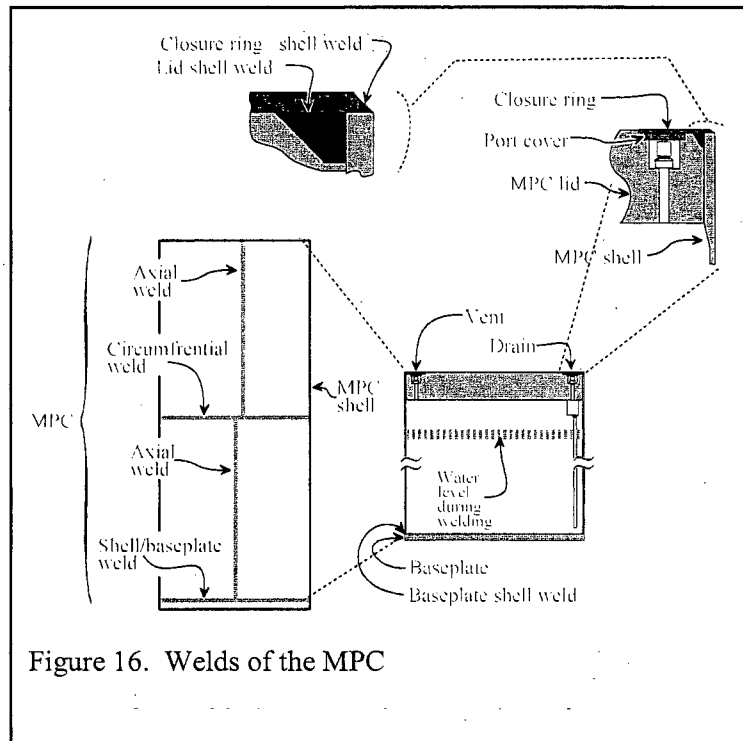 Closure ring shell weld
Lid shell weld
Closure ring
Port cover
MPC lid
MPC shell
Axial
weld
Circumfrential
weld
MPC
shell
MPC
Axial
weld
Shell/baseplate
weld
Vent
Drain
Water
level
during
welding
Baseplate
Baseplate shell weld
Figure 16. Welds of the MPC